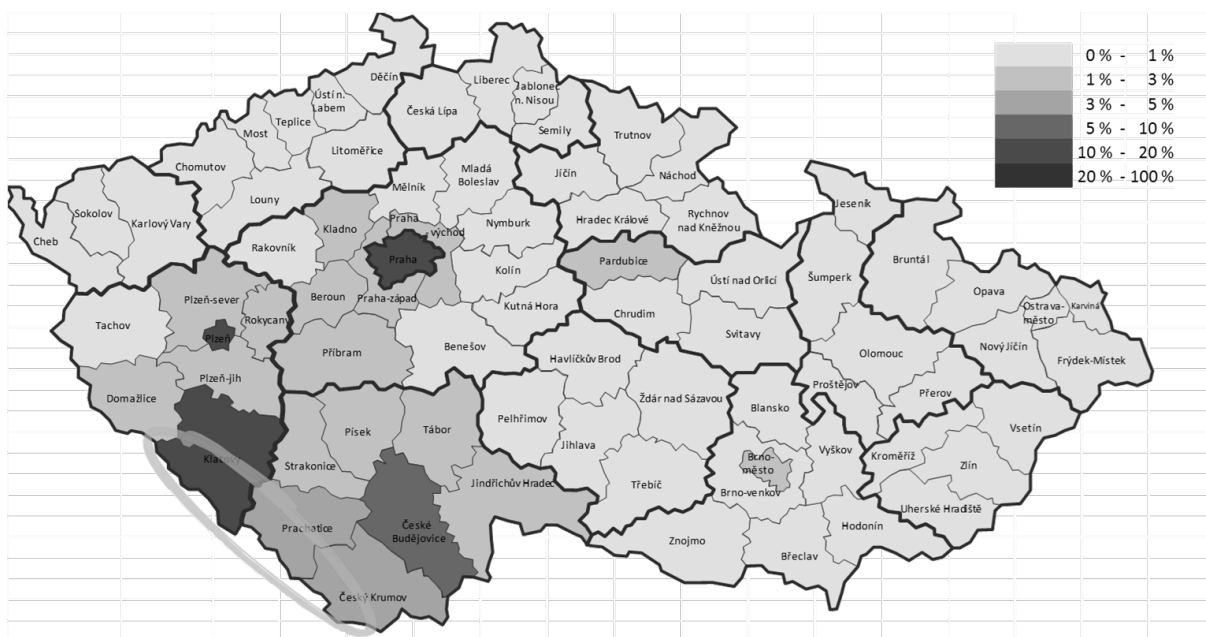 0 % - 1 %
1 % - 3 %
3 % - 5 %
5 % - 10 %
10 % - 20 %
20 % - 100 %
Děčín
Liberec
Jablonec
n. Nisou
Ústí n.
Labem
Česká Lípa
Teplice
Most
Semily
Trutnov
Litoměřice
Chomutov
Mladá
Boleslav
Jičín
Náchod
Mělník
Louny
Jeseník
Sokolov
Karlový Vary
Cheb
Kladno
Praha
-východ
Nymburk
Hradec Králové
Rychnov
nad Kněžnou
Rakovník
Praha
Kolín
Pardubice
Bruntál
Šumperk
Ústí nad Orlicí
Opava
Plzeň-sever
Beroun
Praha-západ
Kutná Hora
Chrudim
Ostrava-
město
Karviná
Rokycany
Tachov
Plzeň
Svitavy
Benešov
Nový Jíčín
Příbram
Havlíčkův Brod
Olomouc
Frýdek-Místek
Plzeň-jih
Proštějov
Přerov
Domažlice
Ždár nad Sázavou
Blansko
Pelhřimov
Vsetín
Písek
Tábor
Jihlava
Vyškov
Kroměříž
Klatovy
Strakonice
Brno-
město
Zlín
Jindřichův Hradec
Třebíč
Brno-venkov
Uherské Hradiště
Prachatice
České
Budějovice
Hodonín
Znojmo
Břeclav
Český Krumov